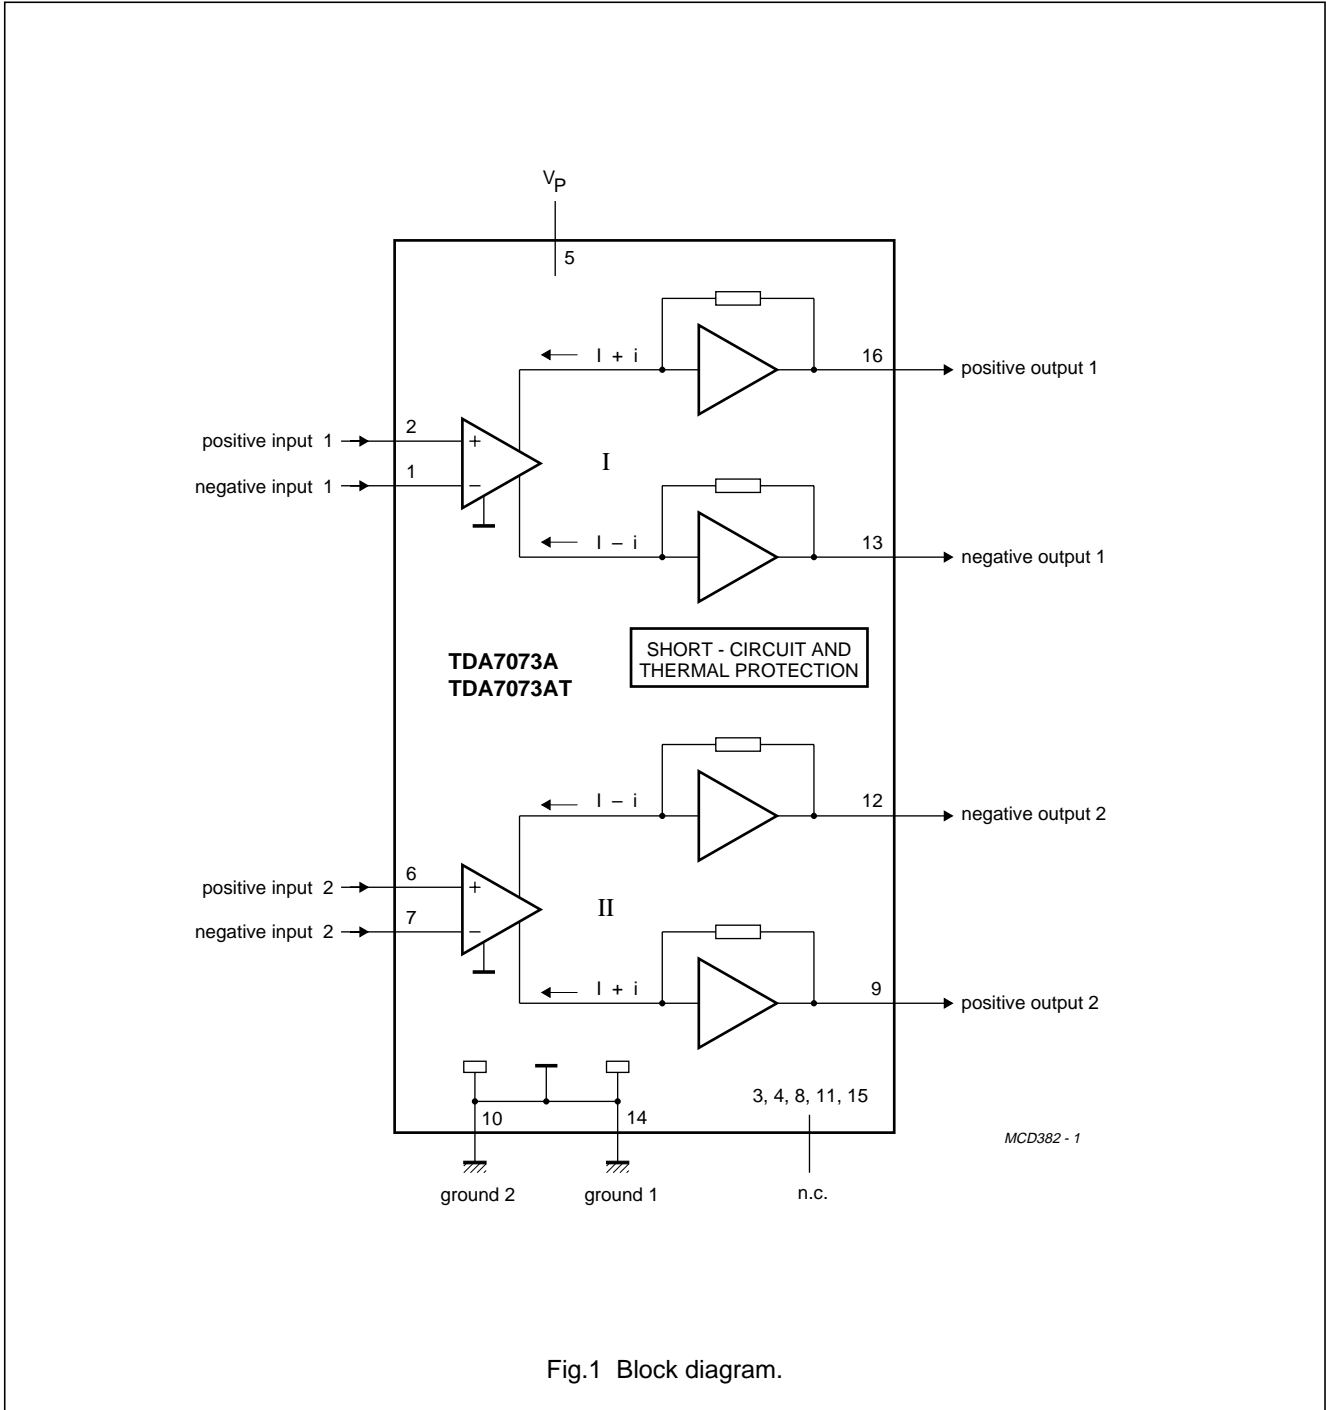 VP
5
I + i
16
positive output 1
positive input 1
2
+
negative input 1
1
−
I
I − i
13
negative output 1
TDA7073A
TDA7073AT
SHORT - CIRCUIT AND
THERMAL PROTECTION
I − i
12
negative output 2
positive input 2
6
+
negative input 2
7
−
II
I + i
9
positive output 2
10
14
3, 4, 8, 11, 15
MCD382 - 1
ground 2
ground 1
n.c.
Fig.1 Block diagram.